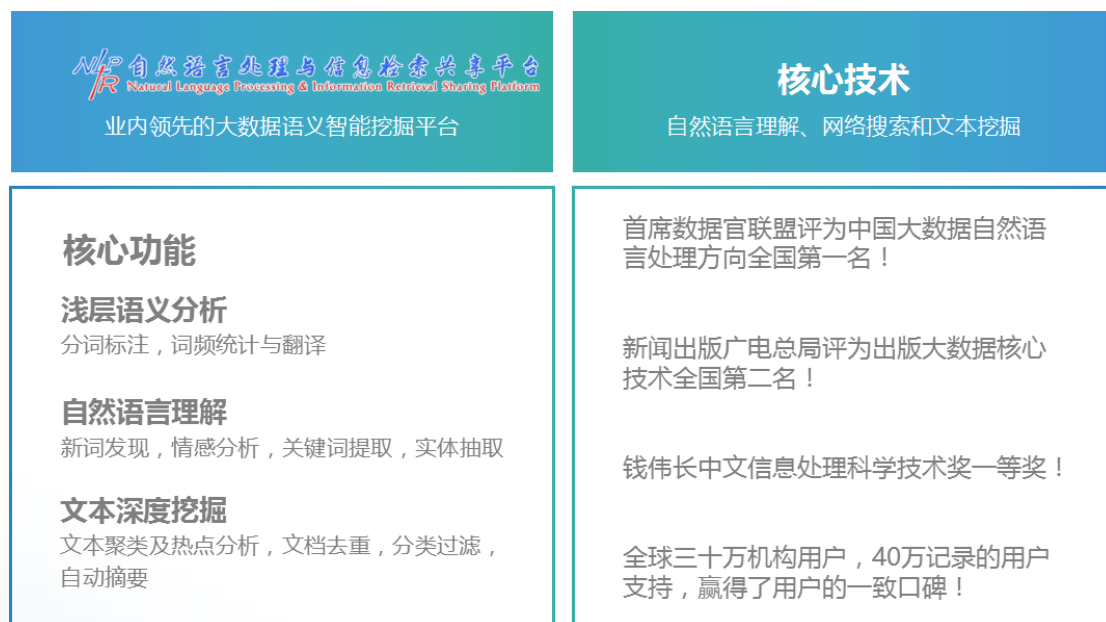 NLPIR 自然语言处理与信息检索共享平台
Natural Language Processing & Information Retrieval Sharing Platform
业内领先的大数据语义智能挖掘平台
核心功能
浅层语义分析
分词标注，词频统计与翻译
自然语言理解
新词发现，情感分析，关键词提取，实体抽取
文本深度挖掘
文本聚类及热点分析，文档去重，分类过滤，
自动摘要
核心技术
自然语言理解、网络搜索和文本挖掘
首席数据官联盟评为中国大数据自然语
言处理方向全国第一名！
新闻出版广电总局评为出版大数据核心
技术全国第二名！
钱伟长中文信息处理科学技术奖一等奖！
全球三十万机构用户，40万记录的用户
支持，赢得了用户的一致口碑！